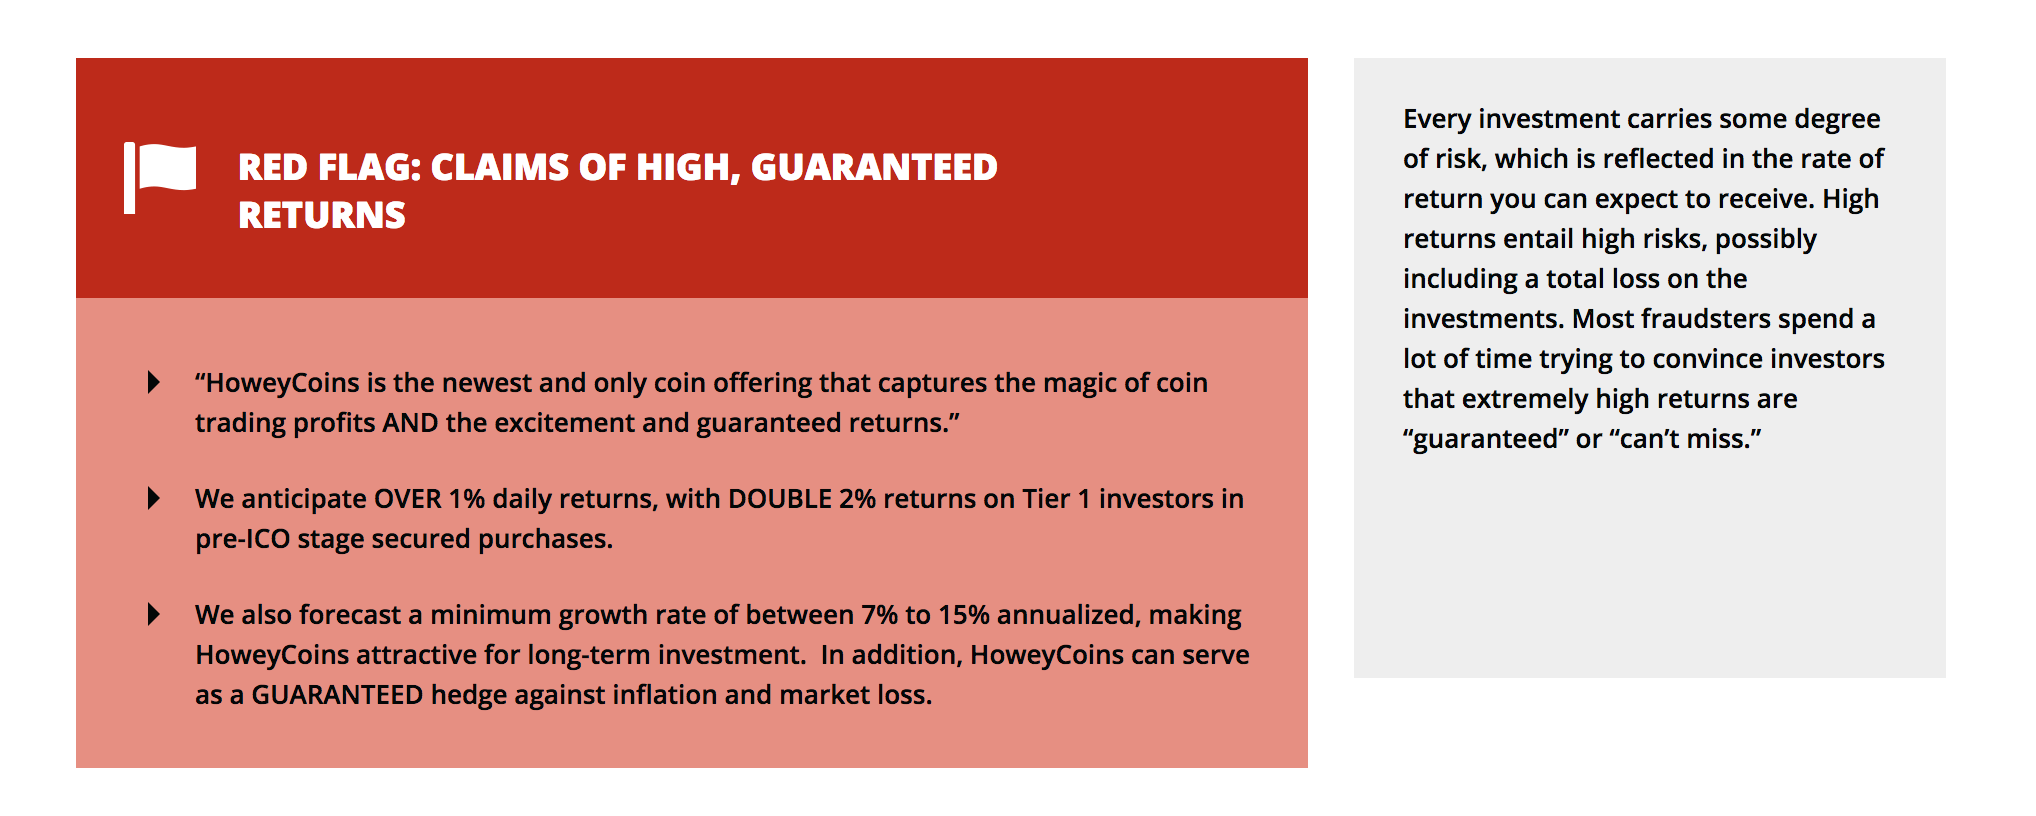 RED FLAG: CLAIMS OF HIGH, GUARANTEED
RETURNS
“HoweyCoins is the newest and only coin offering that captures the magic of coin
trading profits AND the excitement and guaranteed returns.”
We anticipate OVER 1% daily returns, with DOUBLE 2% returns on Tier 1 investors in
pre-ICO stage secured purchases.
We also forecast a minimum growth rate of between 7% to 15% annualized, making
HoweyCoins attractive for long-term investment.  In addition, HoweyCoins can serve
as a GUARANTEED hedge against inflation and market loss.
Every investment carries some degree
of risk, which is reflected in the rate of
return you can expect to receive. High
returns entail high risks, possibly
including a total loss on the
investments. Most fraudsters spend a
lot of time trying to convince investors
that extremely high returns are
“guaranteed” or “can’t miss.”